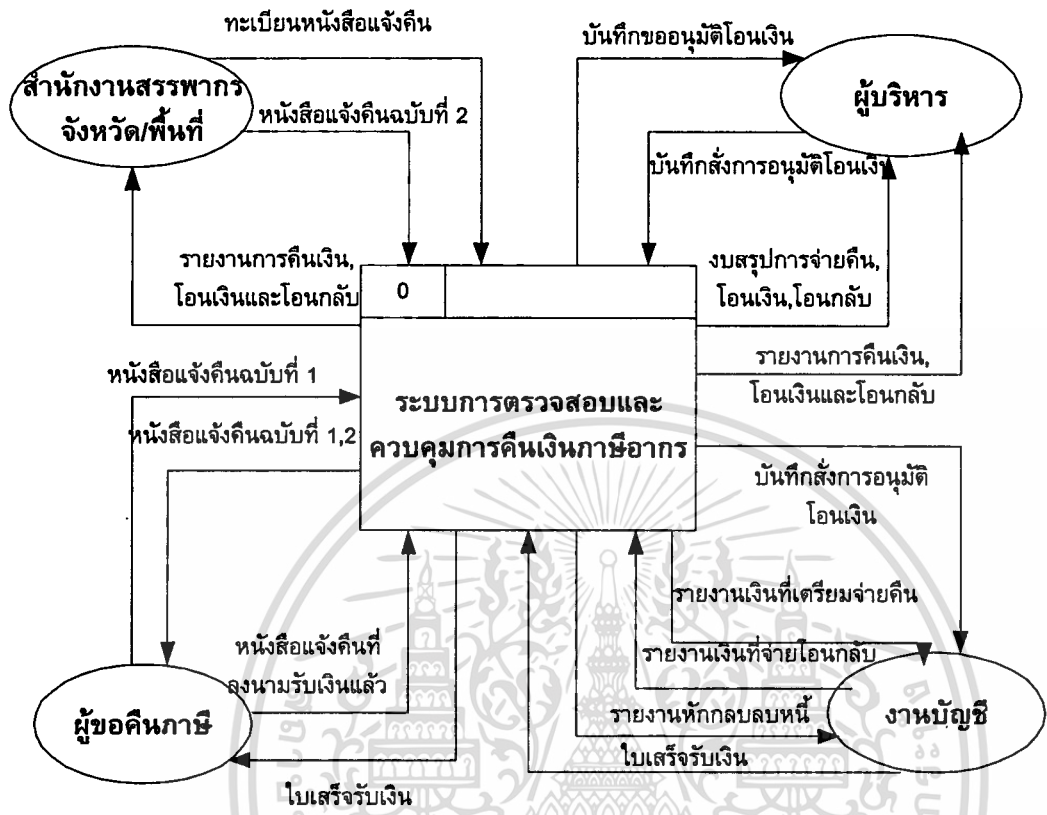 ทะเบียนหนังสือแจ้งคืน
บันทึกขออนุมัติโอนเงิน
สำนักงานสรรพากร
จังหวัด/พื้นที่
ผู้บริหาร
หนังสือแจ้งคืนฉบับที่ 2
บันทึกสั่งการอนุมัติโอนเงิน
รายงานการคืนเงิน,
โอนเงินและโอนกลับ
งบสรุปการจ่ายคืน,
โอนเงิน,โอนกลับ
0
รายงานการคืนเงิน,
โอนเงินและโอนกลับ
หนังสือแจ้งคืนฉบับที่ 1
ระบบการตรวจสอบและ
ควบคุมการคืนเงินภาษีอากร
หนังสือแจ้งคืนฉบับที่ 1,2
บันทึกสั่งการอนุมัติ
โอนเงิน
รายงานเงินที่เตรียมจ่ายคืน
หนังสือแจ้งคืนที่
ลงนามรับเงินแล้ว
รายงานเงินที่จ่ายโอนกลับ
ผู้ขอคืนภาษี
รายงานหักกลบลบหนี้
งานบัญชี
ใบเสร็จรับเงิน
ใบเสร็จรับเงิน